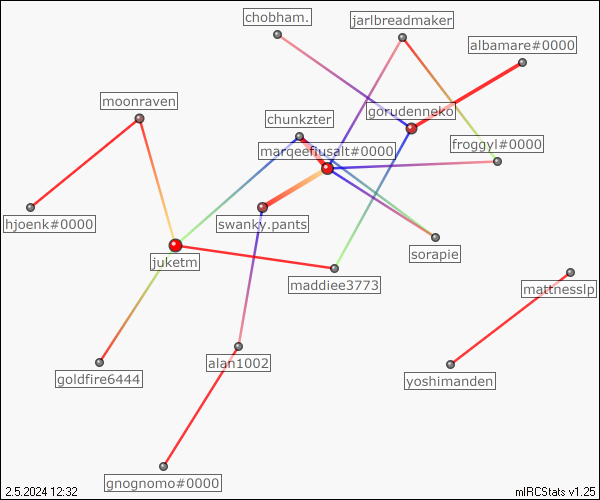 chobham.
jarlbreadmaker
albamare#0000
moonraven
gorudenneko
chunkzter
froggyl#0000
marqeefiusalt#0000
hjoenk#0000
swanky.pants
sorapie
juketm
maddiee3773
mattnesslp
alan1002
goldfire6444
yoshimanden
gnognomo#0000
2.5.2024 12:32
mIRCStats v1.25